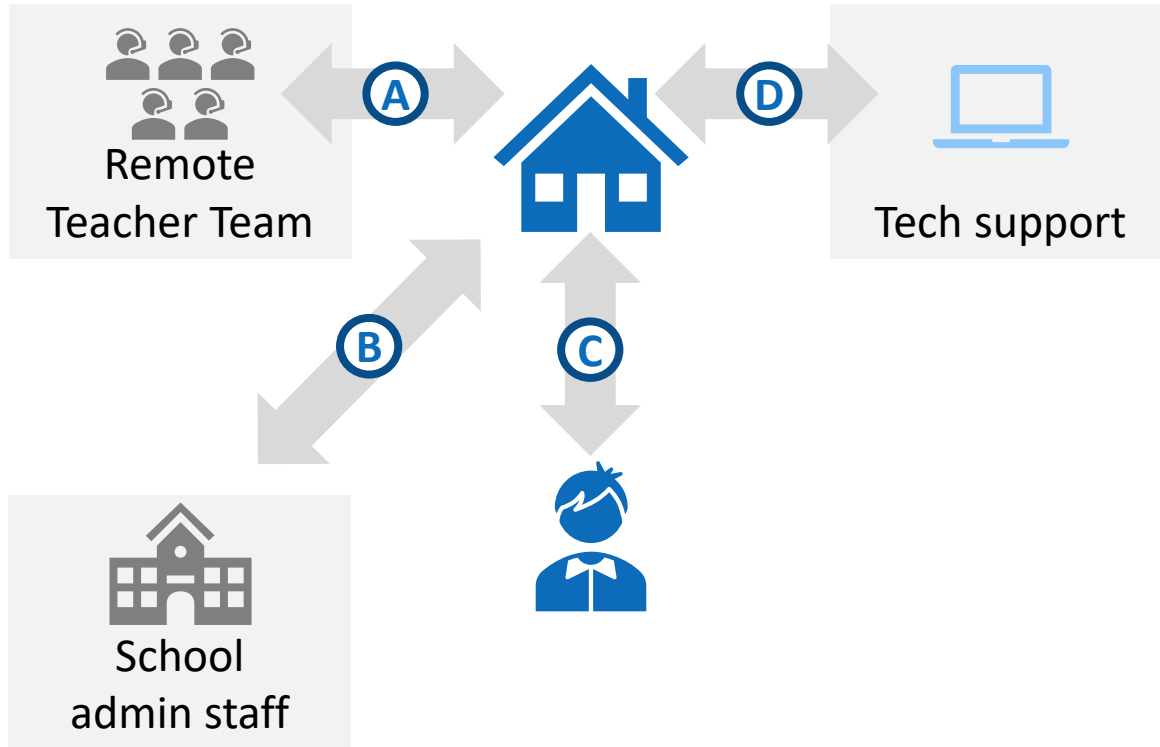 A
D
Remote
Teacher Team
Tech support
B
C
School
admin staff